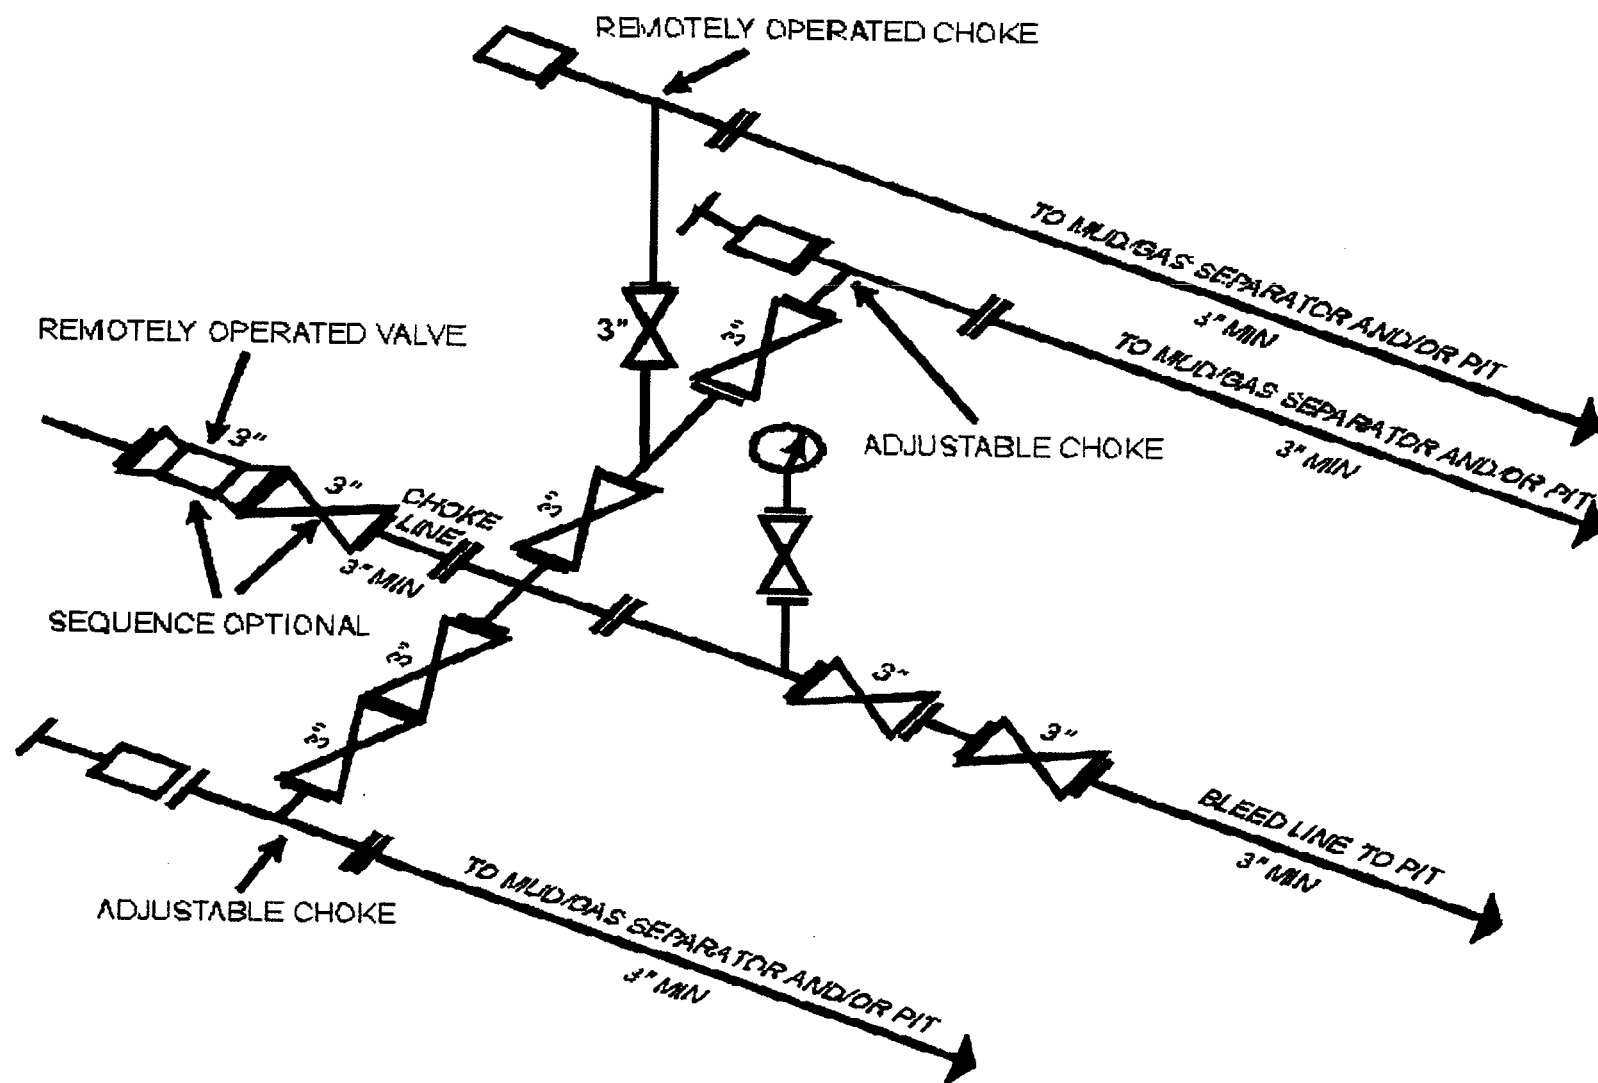 REMOTELY OPERATED CHOKE
TO MUD/GAS SEPARATOR AND/OR PIT
3" MIN
TO MUD/GAS SEPARATOR AND/OR PIT
3" MIN
3"
3"
REMOTELY OPERATED VALVE
3"
3"
CHOKE
LINE
3" MIN
ADJUSTABLE CHOKE
3"
SEQUENCE OPTIONAL
3"
3"
3"
3"
BLEED LINE TO PIT
3" MIN
ADJUSTABLE CHOKE
TO MUD/GAS SEPARATOR AND/OR PIT
3" MIN